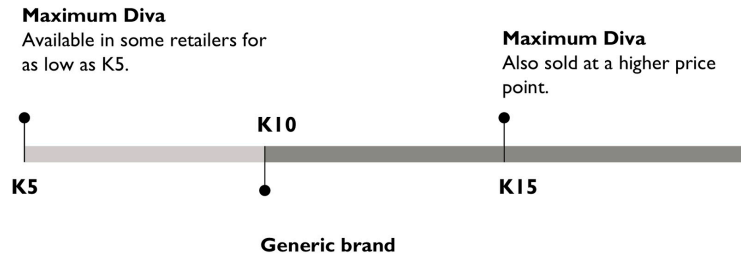 Maximum Diva
Available in some retailers for
as low as K5.
Maximum Diva
Also sold at a higher price
point.
K10
K5
K15
Generic brand